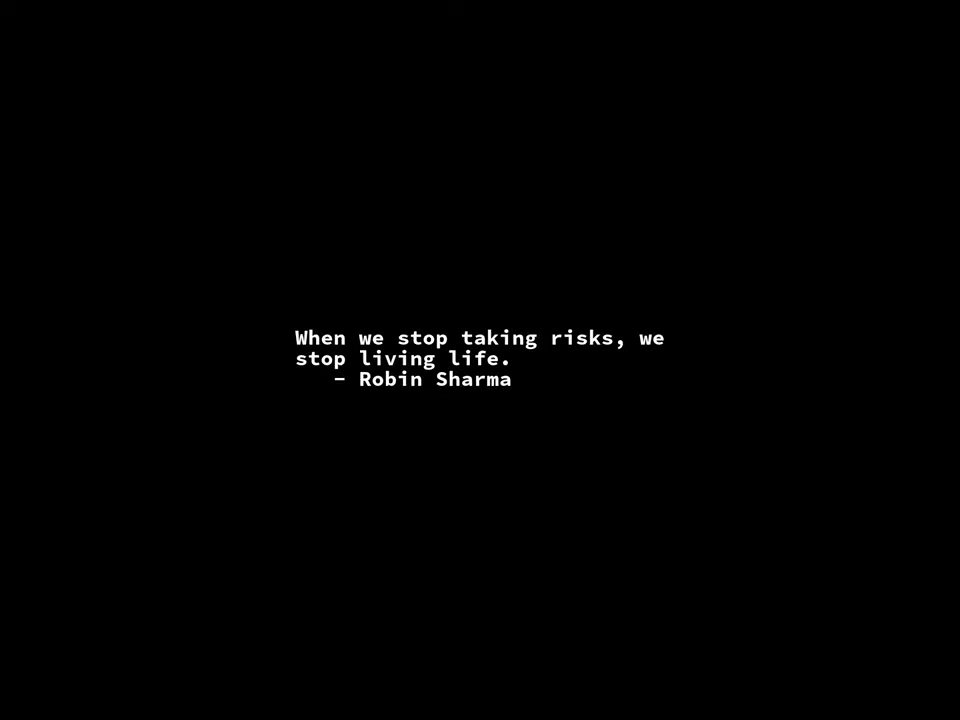 When we stop taking risks, we
stop living life.
– Robin Sharma